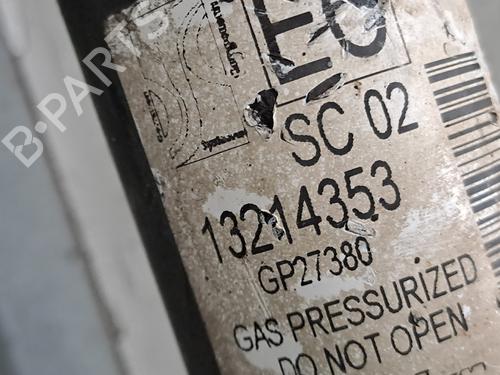 B-PARTS
SC 02
13214353
GP27380
GAS PRESSURIZED
DO NOT OPEN